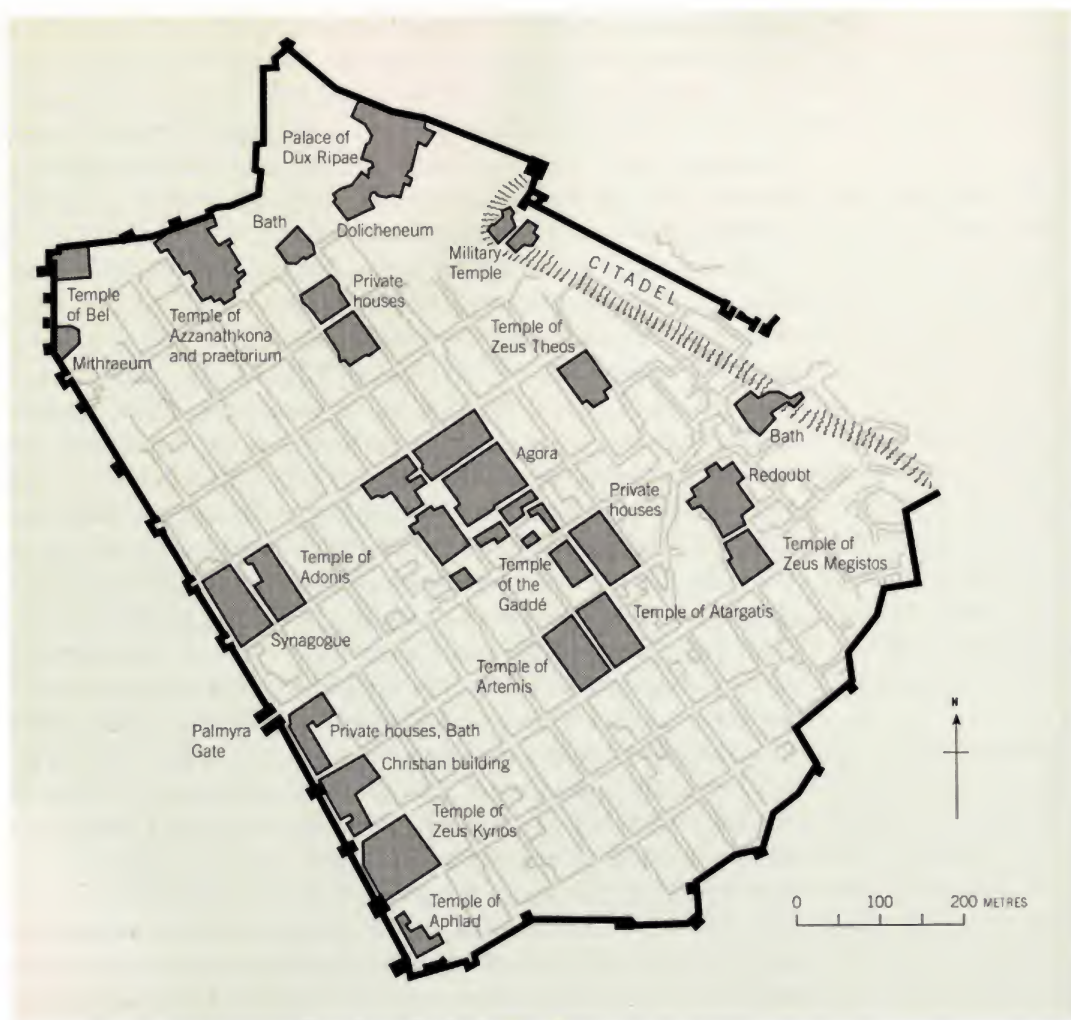 Palace of
Dux Ripae
Bath
Dolicheneum
Military
Temple
CITADEL
Temple
of Bel
Temple of
Azzanathkona
and praetorium
Private
houses
Mithraeum
Temple of
Zeus Theos
Bath
Agora
Redoubt
Private
houses
Temple of
Zeus Megistos
Temple
of the
Gaddé
Temple of
Adonis
Synagogue
Temple of Atargatis
Temple of
Artemis
Palmyra
Gate
Private houses, Bath
Christian building
Temple of
Zeus Kyrios
Temple of
Aphlad
N
0 100 200 METRES